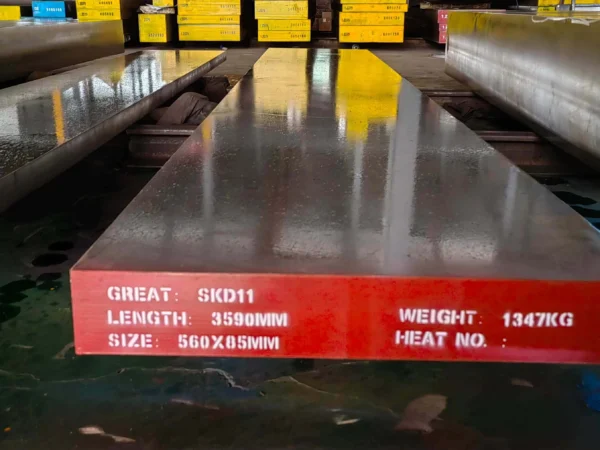 GREAT: SKD11
LENGTH: 3590MM
SIZE: 560X85MM
WEIGHT: 1347KG
HEAT NO. :